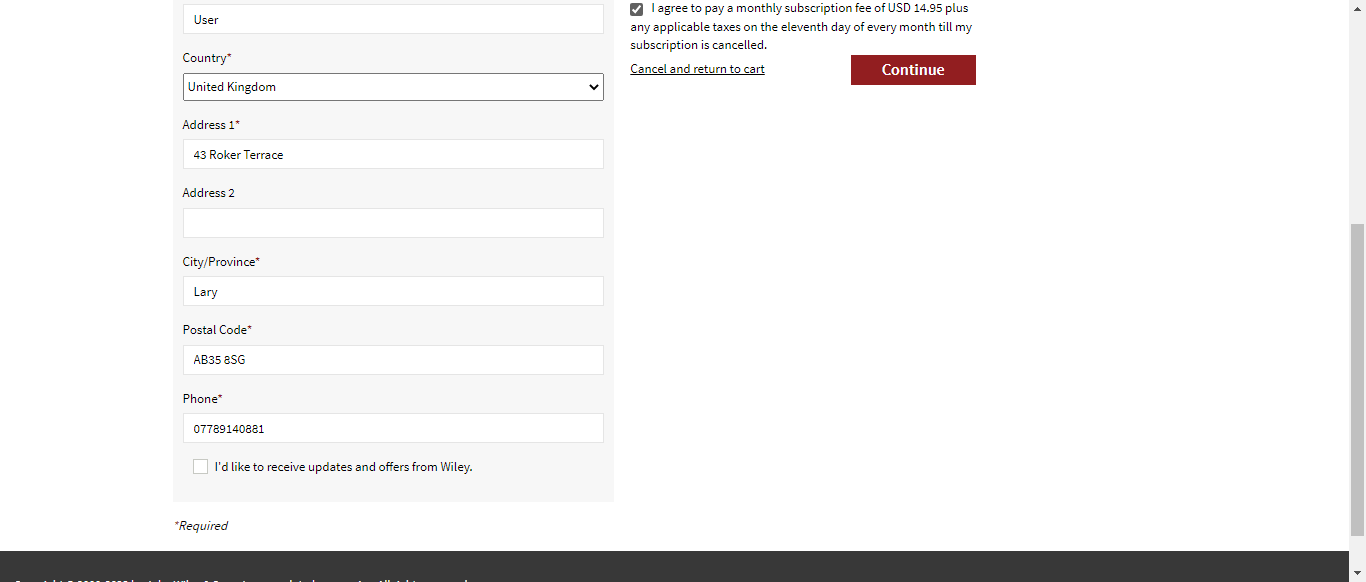 User
Country*
United Kingdom
Address 1*
43 Roker Terrace
Address 2
City/Province*
Lary
Postal Code*
AB35 8SG
Phone*
07789140881
I'd like to receive updates and offers from Wiley.
*Required
I agree to pay a monthly subscription fee of USD 14.95 plus
any applicable taxes on the eleventh day of every month till my
subscription is cancelled.
Cancel and return to cart
Continue